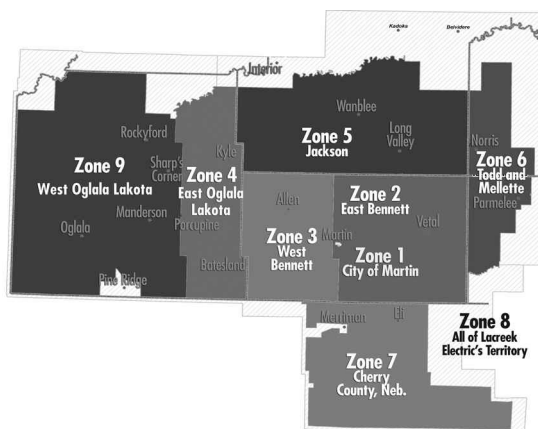 Kadoka
Belvidere
Interior
Wanblee
Rockyford
Zone 5
Jackson
Long
Valley
Norris
Kyle
Zone 9
West Oglala Lakota
Sharp's
Corner
Zone 4
East Oglala
Lakota
Zone 6
Todd and
Mellette
Parmelee
Allen
Zone 2
East Bennett
Manderson
Porcupine
Oglala
Vetal
Martin
Zone 3
West
Bennett
Zone 1
City of Martin
Batesland
Pine Ridge
Merriman
Eli
Zone 8
All of Lacreek
Electric's Territory
Zone 7
Cherry
County, Neb.